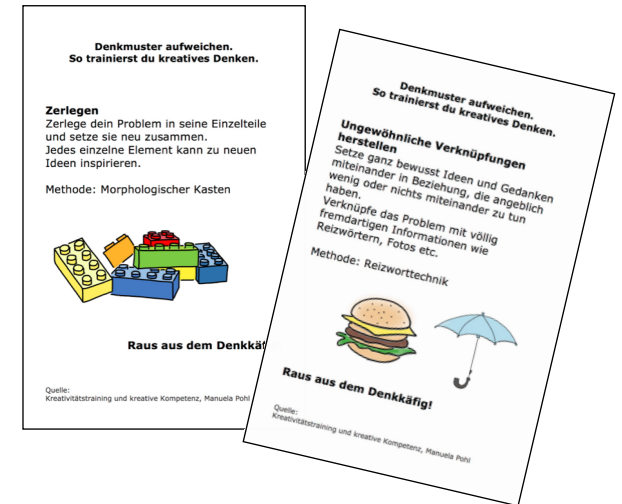 Denkmuster aufweichen.
So trainierst du kreatives Denken.
Zerlegen
Zerlege dein Problem in seine Einzelteile
und setze sie neu zusammen.
Jedes einzelne Element kann zu neuen
Ideen inspirieren.
Methode: Morphologischer Kasten
Raus aus dem Denkkäf
Quelle:
Kreativitätstraining und kreative Kompetenz, Manuela Pohl
Denkmuster aufweichen.
So trainierst du kreatives Denken.
Ungewöhnliche Verknüpfungen
herstellen
Setze ganz bewusst Ideen und Gedanken
miteinander in Beziehung, die angeblich
wenig oder nichts miteinander zu tun
haben.
Verknüpfe das Problem mit völlig
fremdartigen Informationen wie
Reizwörtern, Fotos etc.
Methode: Reizworttechnik
Raus aus dem Denkkäfig!
Quelle:
Kreativitätstraining und kreative Kompetenz, Manuela Pohl